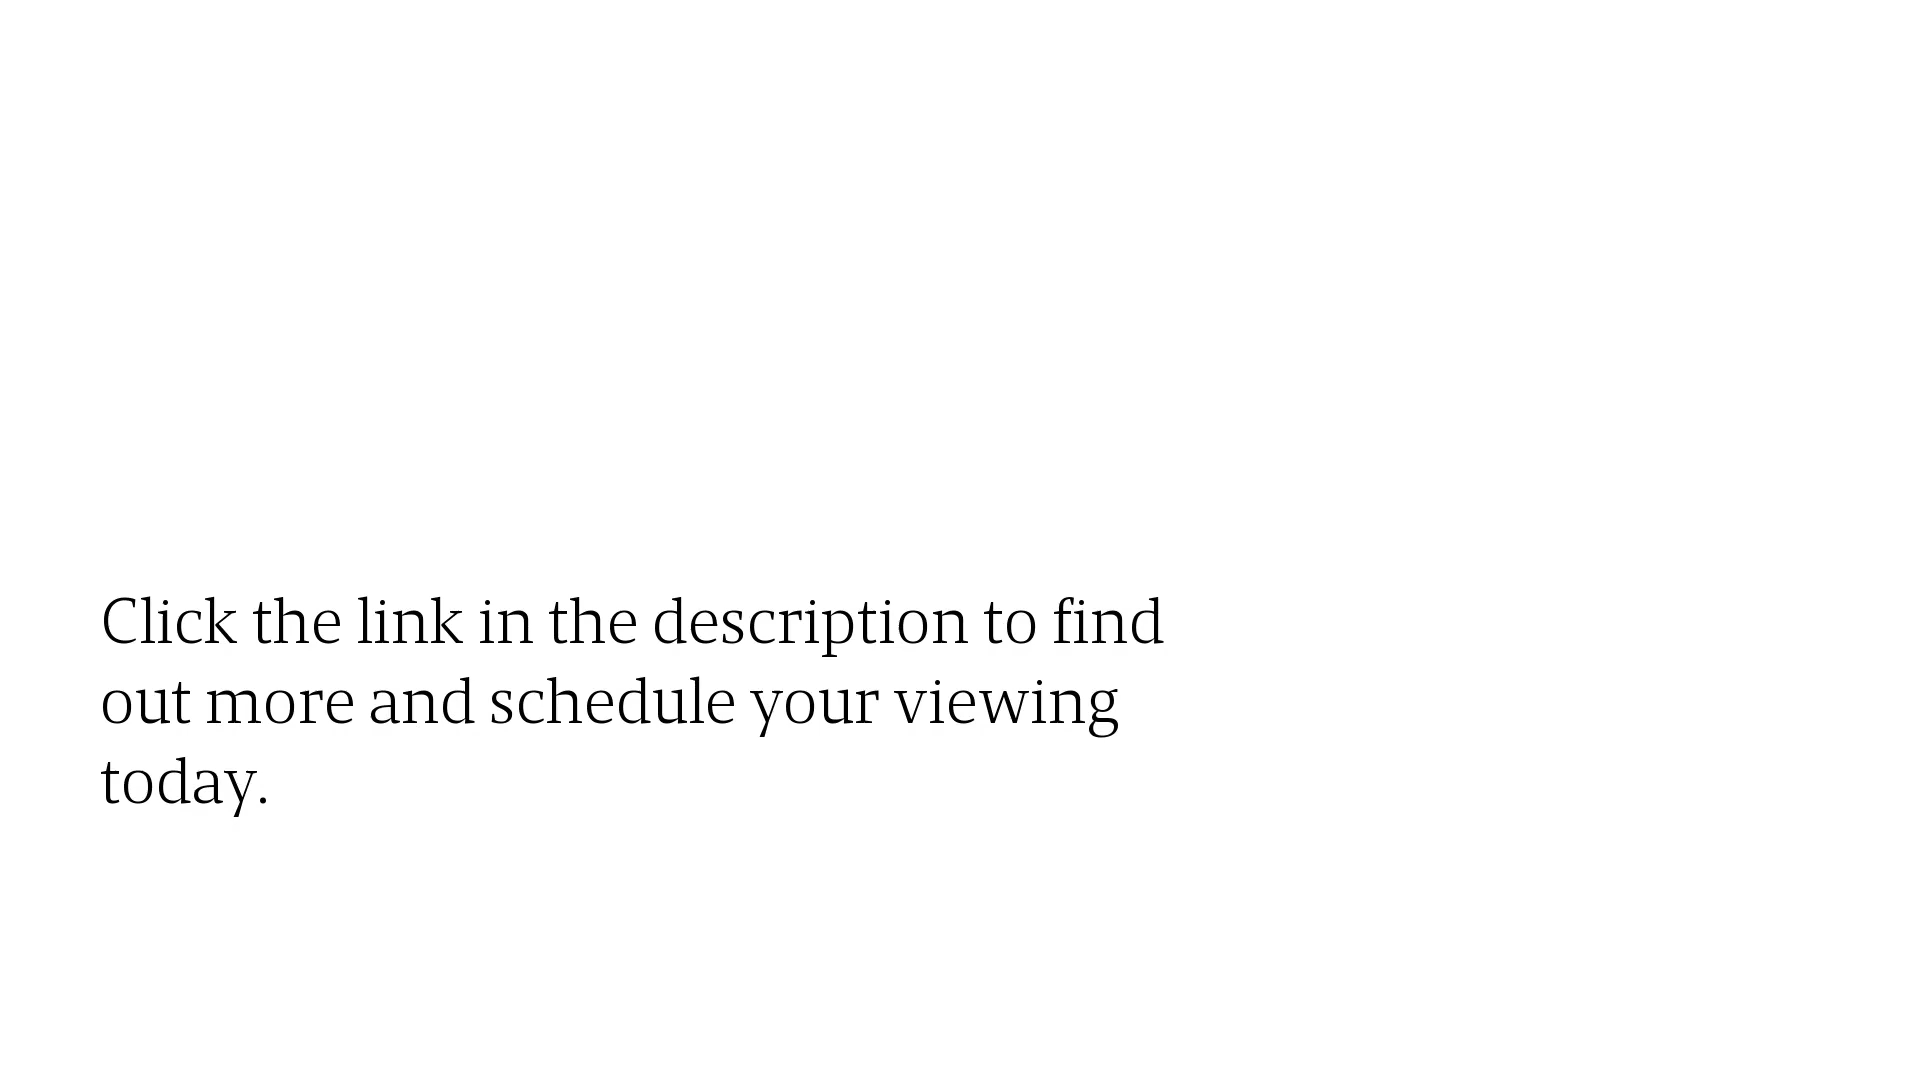 Click the link in the description to find
out more and schedule your viewing
today.